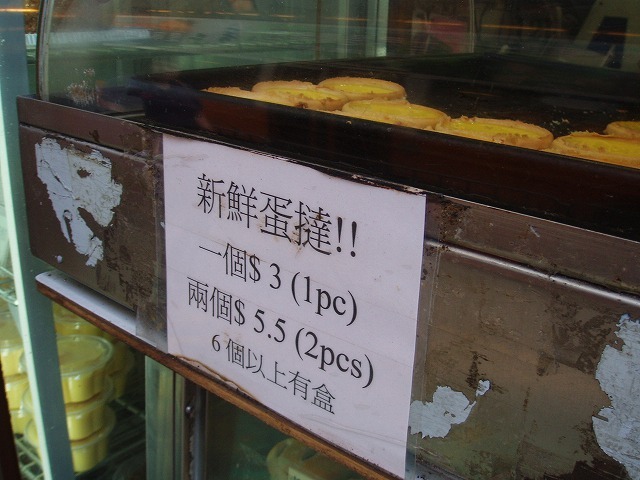 新鮮蛋撻!!
一個$ 3 (1pc)
兩個$ 5.5 (2pcs)
6 個以上有盒